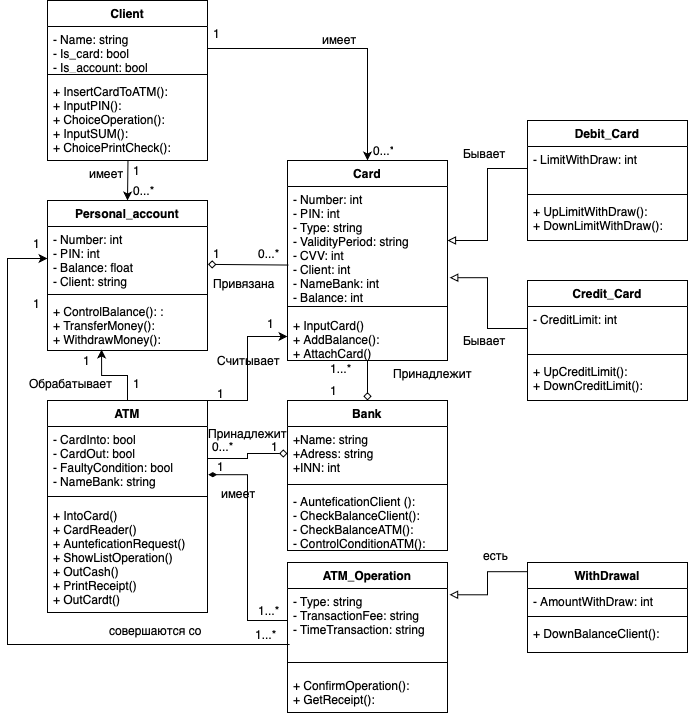 Client
- Name: string
- Is_card: bool
- Is_account: bool
+ InsertCardToATM():
+ InputPIN():
+ ChoiceOperation():
+ InputSUM():
+ ChoicePrintCheck():
1
имеет
0...*
имеет
1
0...*
Personal_account
- Number: int
- PIN: int
- Balance: float
- Client: string
+ ControlBalance(): :
+ TransferMoney():
+ WithdrawMoney():
1
1
1
0...*
Привязана
Card
- Number: int
- PIN: int
- Type: string
- ValidityPeriod: string
- CVV: int
- Client: int
- NameBank: int
- Balance: int
+ InputCard()
+ AddBalance():
+ AttachCard()
Бывает
Debit_Card
- LimitWithDraw: int
+ UpLimitWithDraw():
+ DownLimitWithDraw():
Credit_Card
- CreditLimit: int
+ UpCreditLimit():
+ DownCreditLimit():
Бывает
1
Считывает
1
1
Обрабатывает
1
1...*
Принадлежит
1
ATM
- CardInto: bool
- CardOut: bool
- FaultyCondition: bool
- NameBank: string
+ IntoCard()
+ CardReader()
+ AunteficationRequest()
+ ShowListOperation()
+ OutCash()
+ PrintReceipt()
+ OutCardt()
Принадлежит
0...*
1
1
имеет
Bank
+Name: string
+Adress: string
+INN: int
- AunteficationClient ():
- CheckBalanceClient():
- CheckBalanceATM():
- ControlConditionATM():
ATM_Operation
- Type: string
- TransactionFee: string
- TimeTransaction: string
+ ConfirmOperation():
+ GetReceipt():
1...*
1...*
совершаются со
есть
WithDrawal
- AmountWithDraw: int
+ DownBalanceClient():